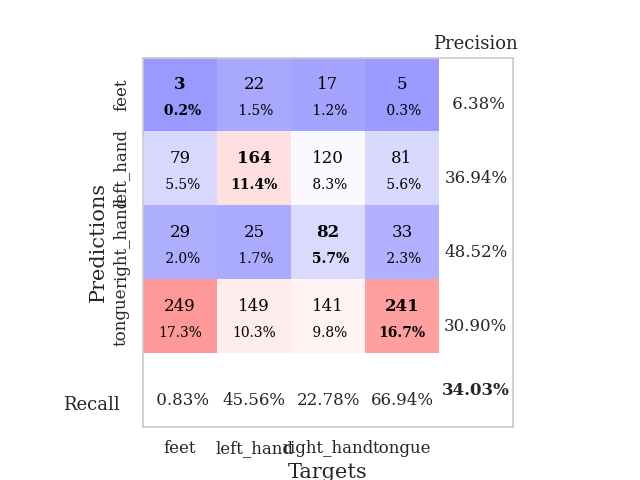 Precision
feet
3 22 17 5
0.2% 1.5% 1.2% 0.3%
6.38%
left_hand
79 164 120 81
5.5% 11.4% 8.3% 5.6%
36.94%
right_hand
29 25 82 33
2.0% 1.7% 5.7% 2.3%
48.52%
tongue
249 149 141 241
17.3% 10.3% 9.8% 16.7%
30.90%
Predictions
Recall
0.83% 45.56% 22.78% 66.94%
34.03%
feet left_hand right_hand tongue
Targets